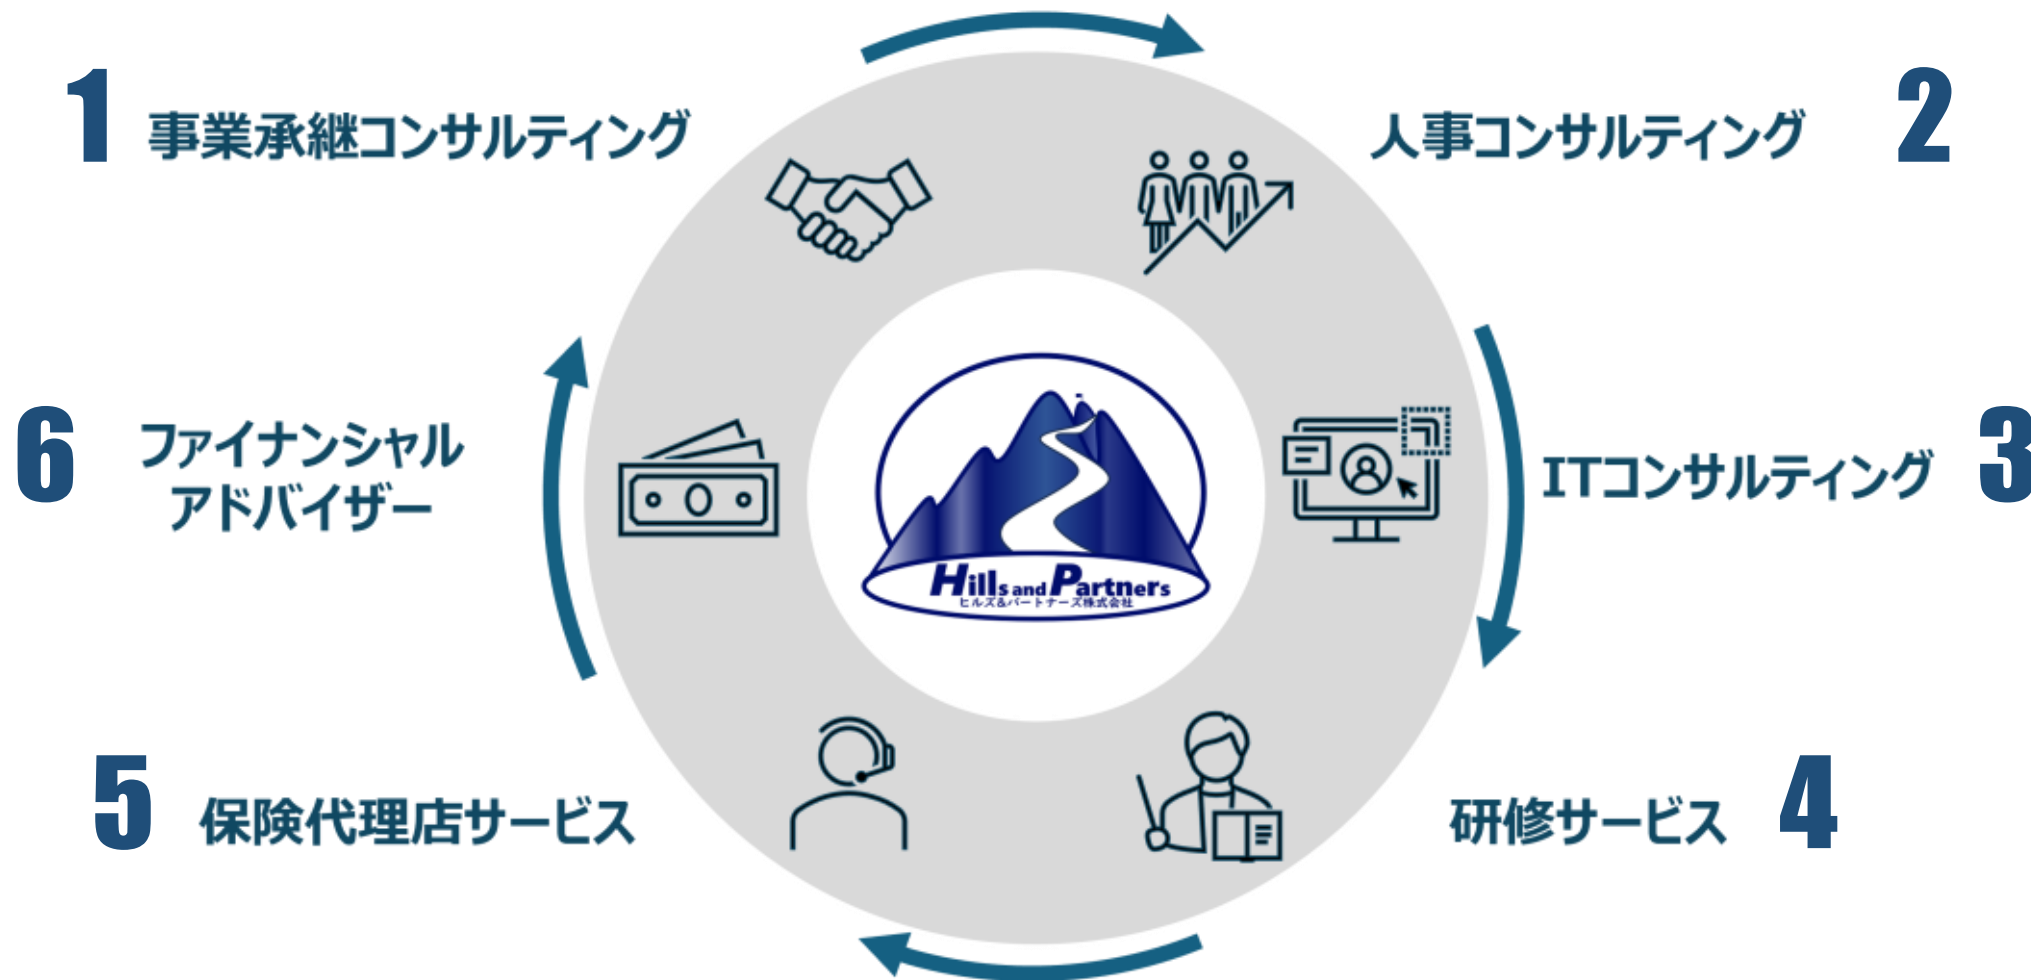 1 事業承継コンサルティング
人事コンサルティング 2
ITコンサルティング 3
研修サービス 4
5 保険代理店サービス
6 ファイナンシャル
アドバイザー
Hills and Partners
ヒルズ&パートナーズ株式会社